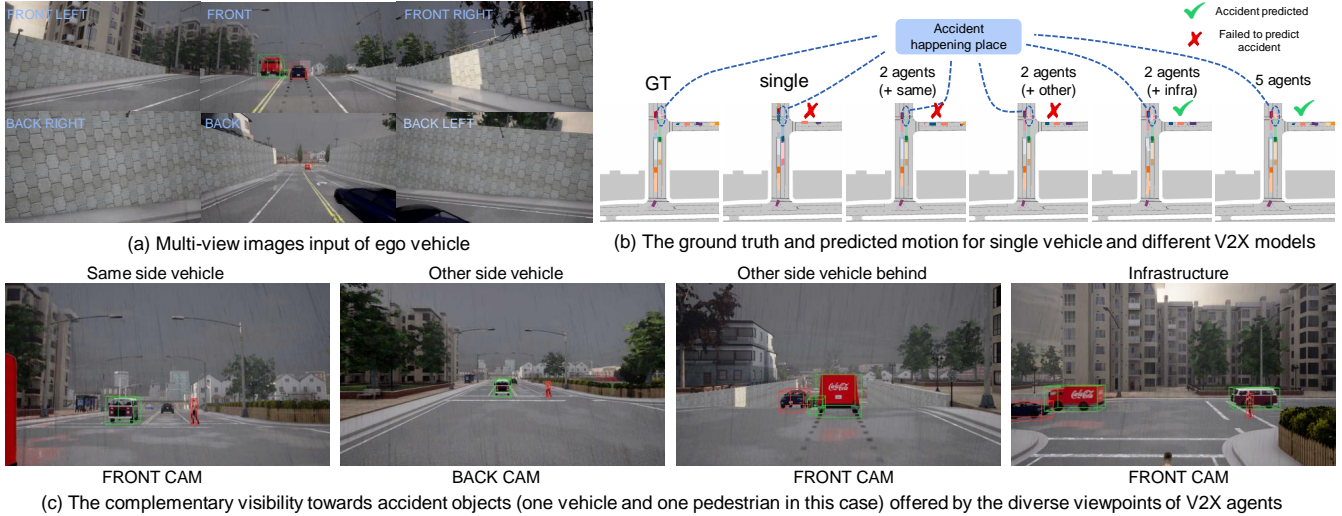 FRONT LEFT
FRONT
FRONT RIGHT
BACK RIGHT
BACK
BACK LEFT
(a) Multi-view images input of ego vehicle
Accident predicted
Failed to predict
accident
Accident
happening place
GT
single
2 agents
(+ same)
2 agents
(+ other)
2 agents
(+ infra)
5 agents
(b) The ground truth and predicted motion for single vehicle and different V2X models
Same side vehicle
Other side vehicle
Other side vehicle behind
Infrastructure
Coca-Cola
Coca-Cola
FRONT CAM
BACK CAM
FRONT CAM
FRONT CAM
(c) The complementary visibility towards accident objects (one vehicle and one pedestrian in this case) offered by the diverse viewpoints of V2X agents